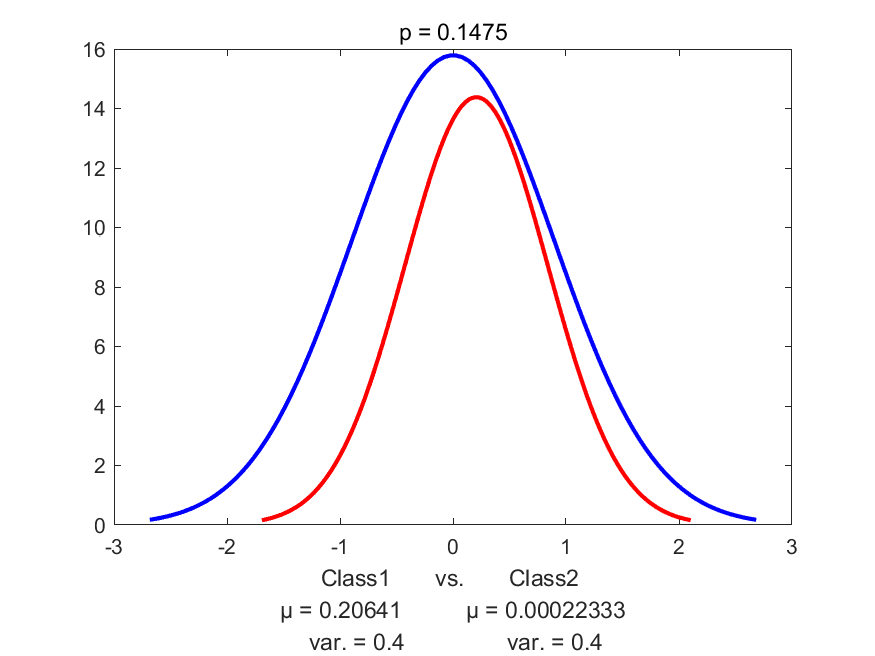 p = 0.1475
16
14
12
10
8
6
4
2
0
-3 -2 -1 0 1 2 3
Class1 vs. Class2
μ = 0.20641 μ = 0.00022333
var. = 0.4 var. = 0.4